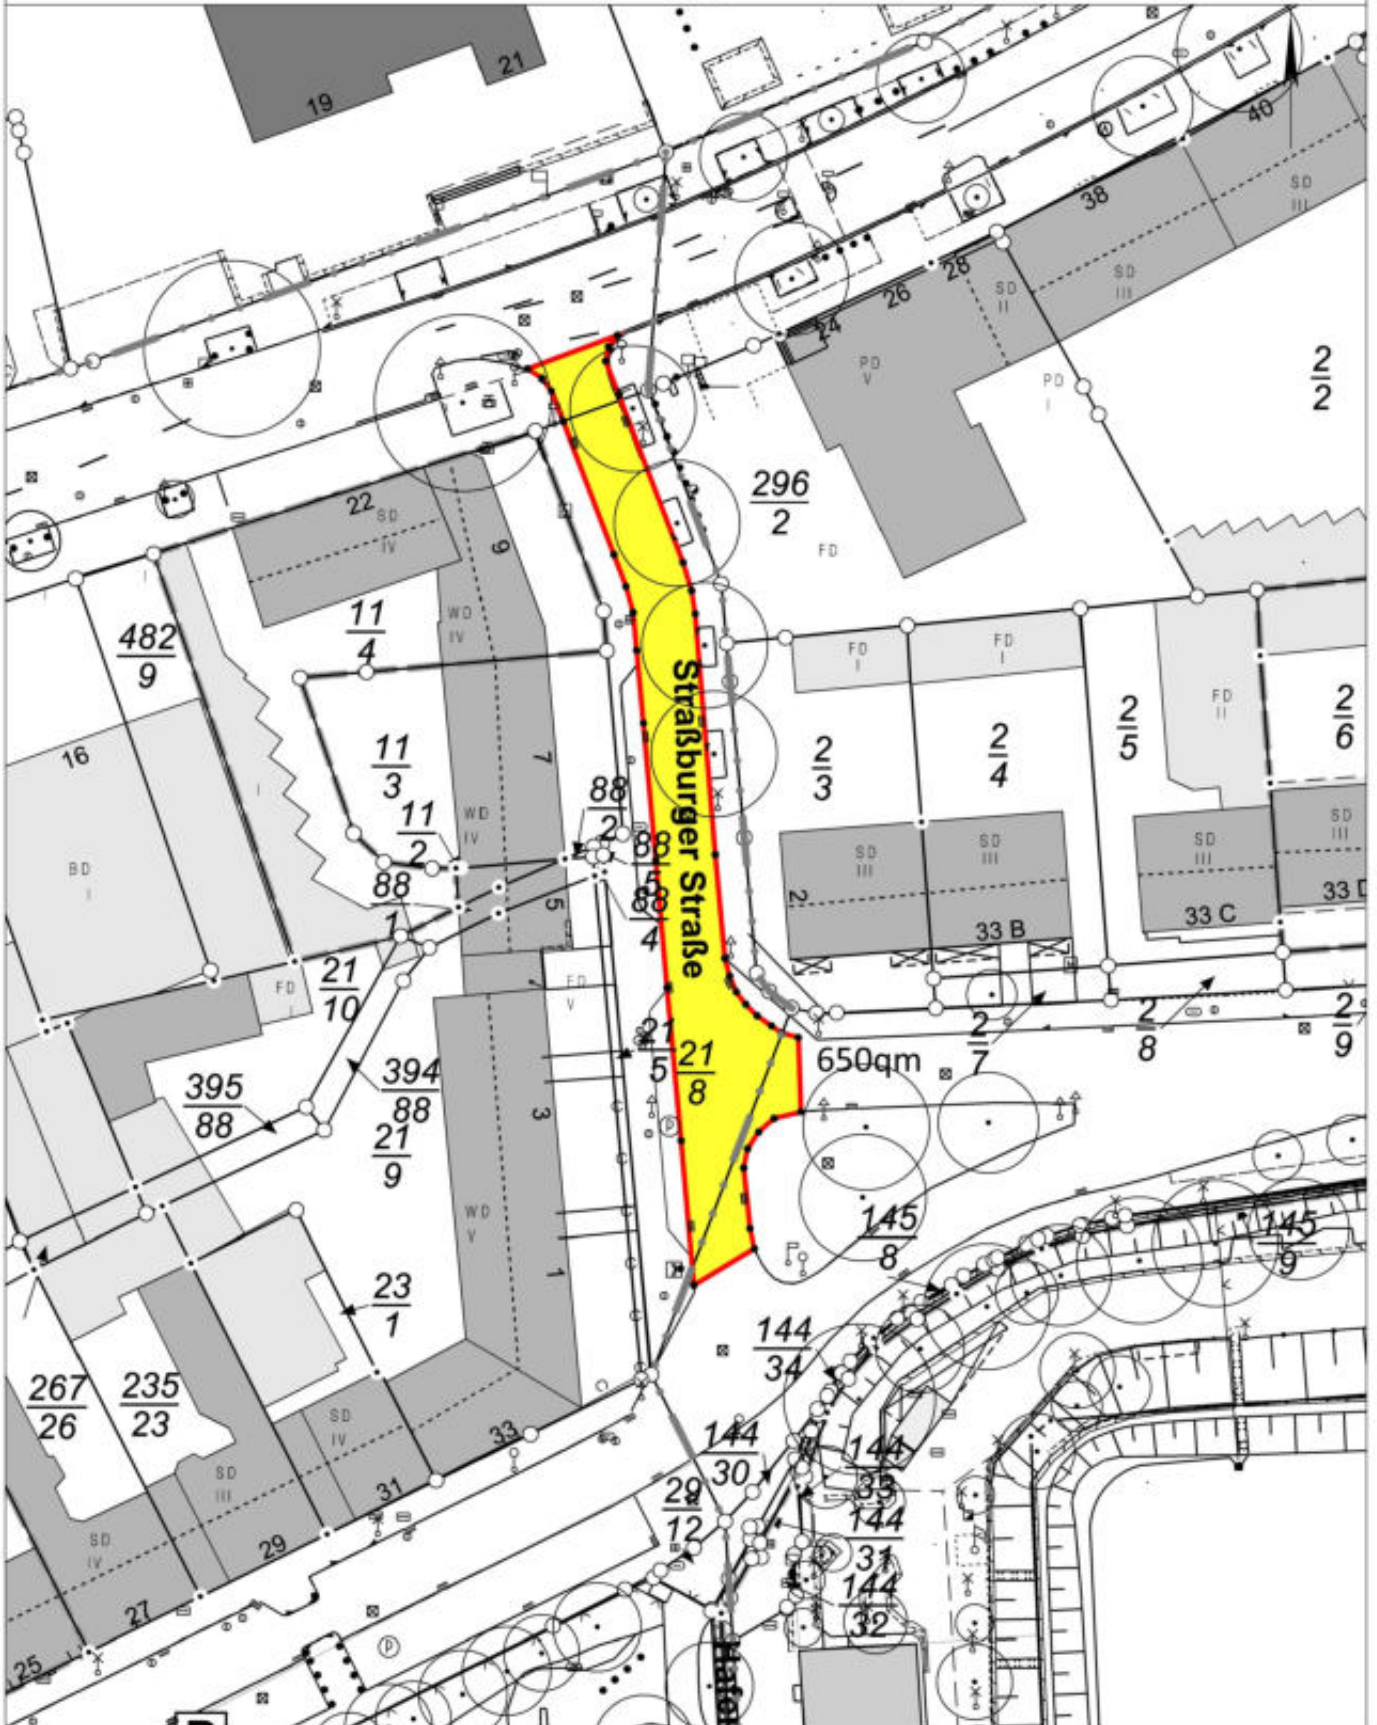 21
19
40
SD
III
38
SD
III
28
SD
II
26
24
PD
V
PD
I
2
2
22
SD
IV
9
296
2
FD
I
482
9
11
4
WD
IV
FD
I
FD
I
FD
II
2
6
2
5
2
4
2
3
16
11
3
7
Straßburger Straße
88
2
11
2
WD
IV
88
5
SD
III
SD
III
SD
III
SD
III
BD
I
I
88
1
5
88
4
2
33 B
33 C
33 D
21
10
FD
I
FD
V
21
5
21
8
650qm
2
7
2
8
2
9
395
88
394
88
3
P
21
9
WD
V
1
145
8
145
9
23
1
144
34
267
26
235
23
SD
IV
33
144
30
144
33
SD
III
31
29
12
144
31
SD
IV
29
144
32
27
P
25